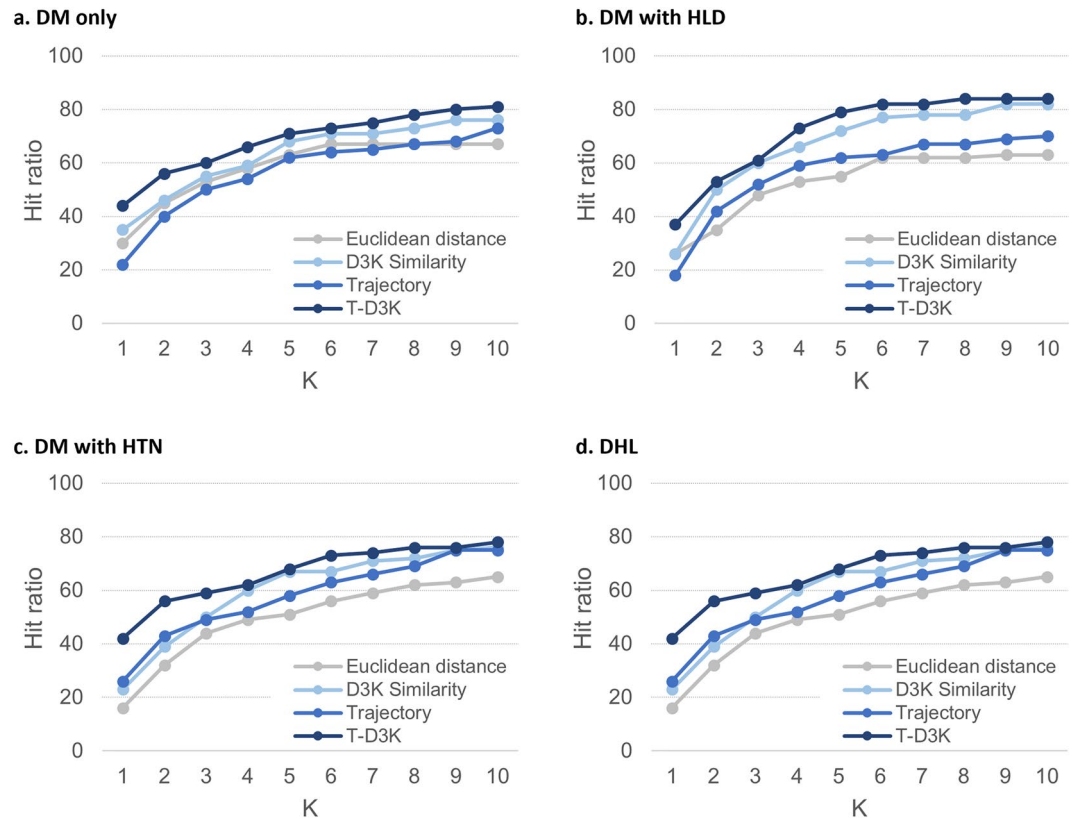 a. DM only
100
80
60
40
20
0
Hit ratio
Euclidean distance
D3K Similarity
Trajectory
T-D3K
1 2 3 4 5 6 7 8 9 10
K
b. DM with HLD
100
80
60
40
20
0
Hit ratio
Euclidean distance
D3K Similarity
Trajectory
T-D3K
1 2 3 4 5 6 7 8 9 10
K
c. DM with HTN
100
80
60
40
20
0
Hit ratio
Euclidean distance
D3K Similarity
Trajectory
T-D3K
1 2 3 4 5 6 7 8 9 10
K
d. DHL
100
80
60
40
20
0
Hit ratio
Euclidean distance
D3K Similarity
Trajectory
T-D3K
1 2 3 4 5 6 7 8 9 10
K